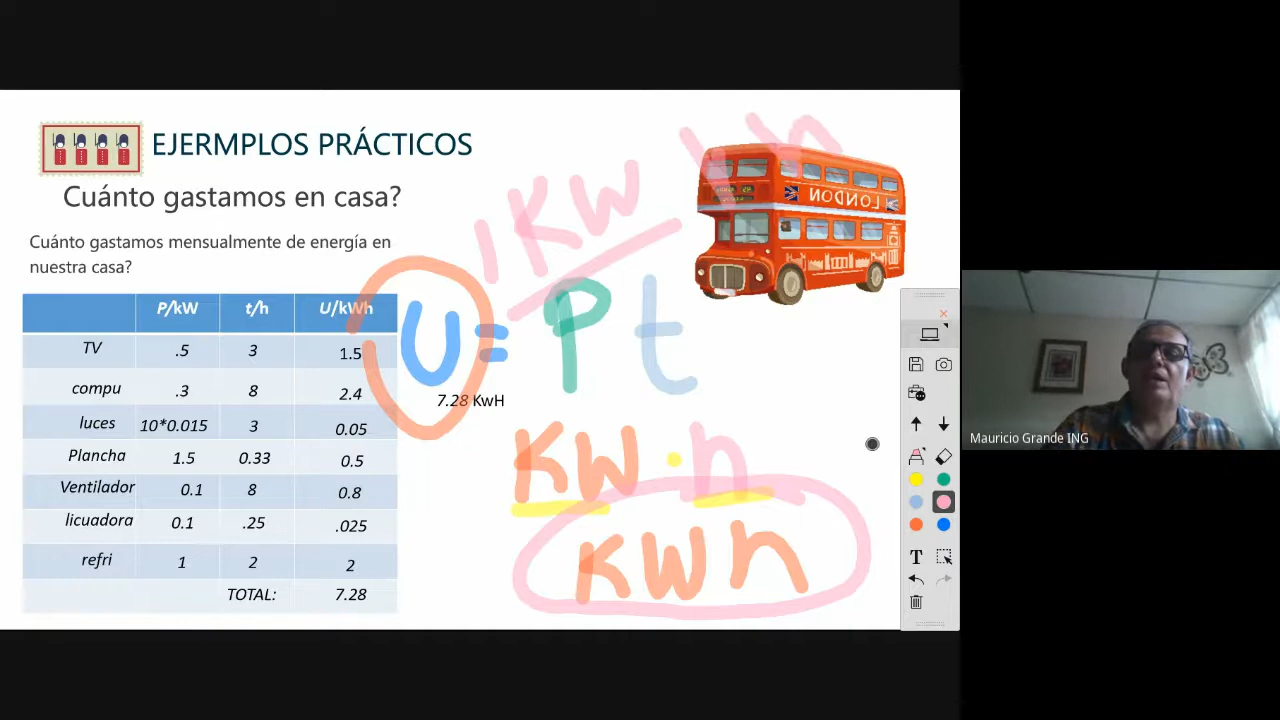 EJERMPLOS PRÁCTICOS
Cuánto gastamos en casa?
Cuánto gastamos mensualmente de energía en
nuestra casa?
P/kW t/h U/kWh
TV .5 3 1.5
compu .3 8 2.4
luces 10*0.015 3 0.05
Plancha 1.5 0.33 0.5
Ventilador 0.1 8 0.8
licuadora 0.1 .25 .025
refri 1 2 2
TOTAL: 7.28
1KW 1h
U = P t
7.28 KwH
KW · h
KWh
LONDON
T
Mauricio Grande ING